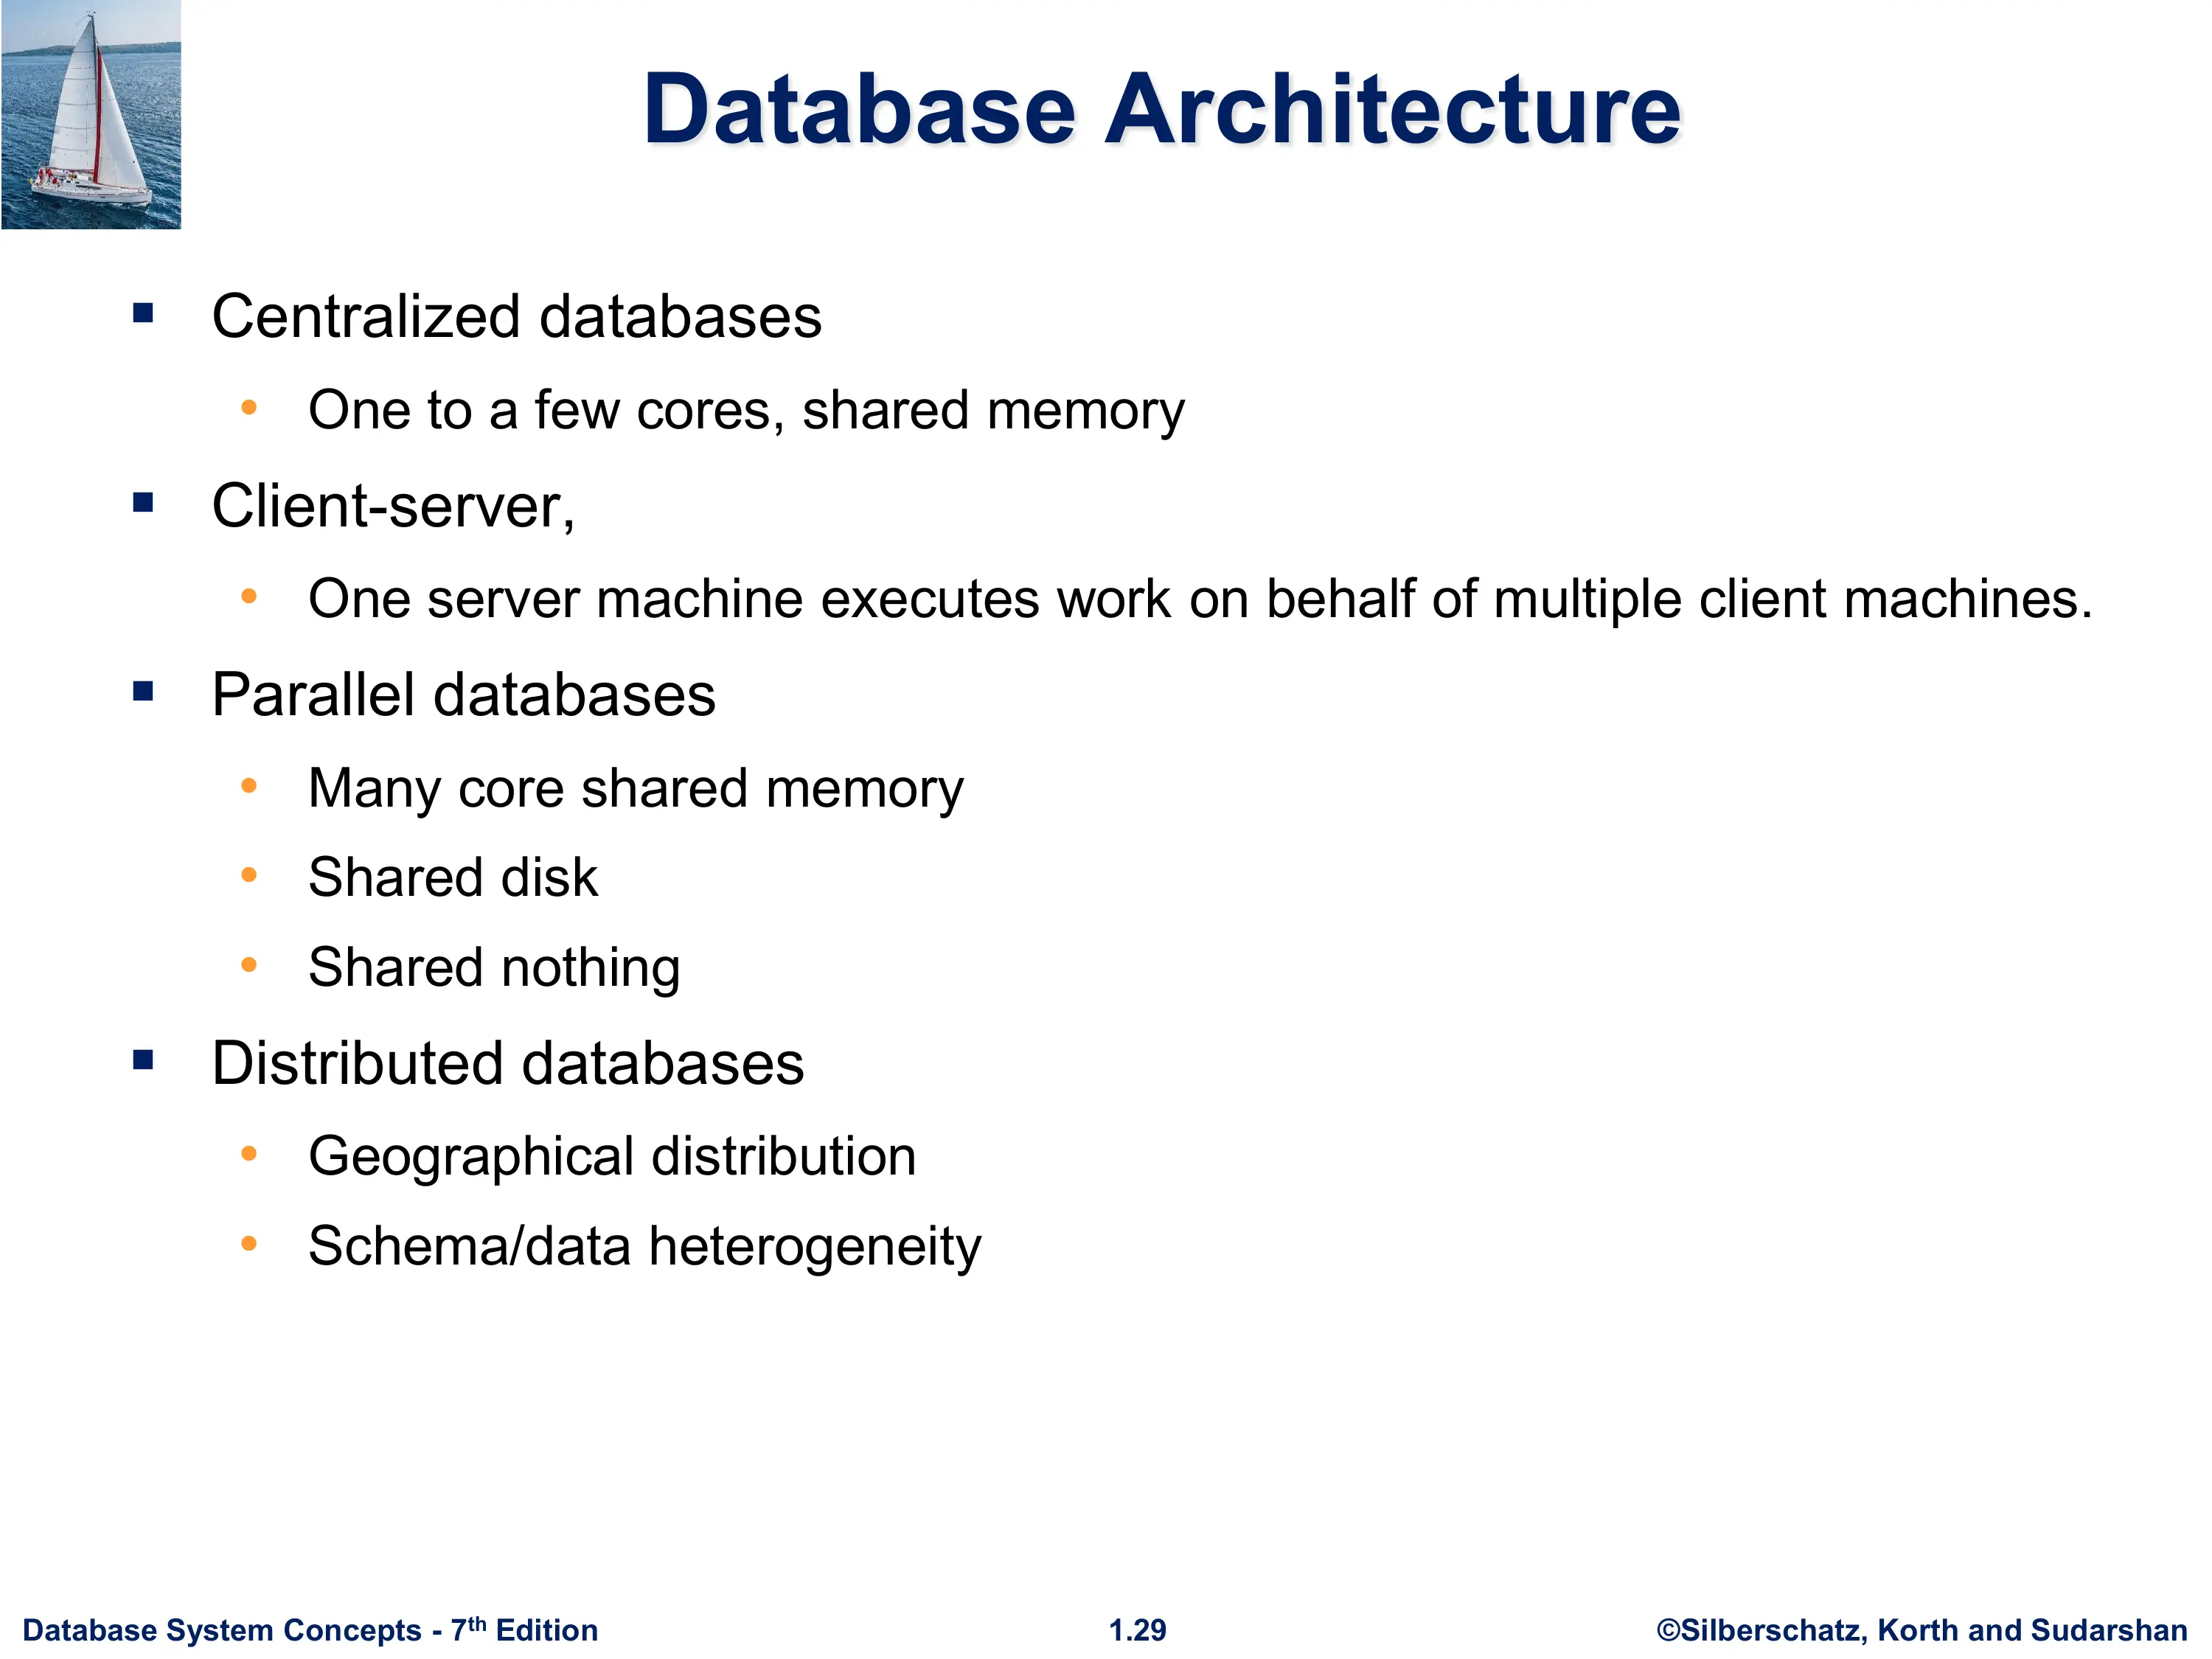 Database Architecture
▪ Centralized databases
• One to a few cores, shared memory
▪ Client-server,
• One server machine executes work on behalf of multiple client machines.
▪ Parallel databases
• Many core shared memory
• Shared disk
• Shared nothing
▪ Distributed databases
• Geographical distribution
• Schema/data heterogeneity
Database System Concepts - 7th Edition 1.29 ©Silberschatz, Korth and Sudarshan